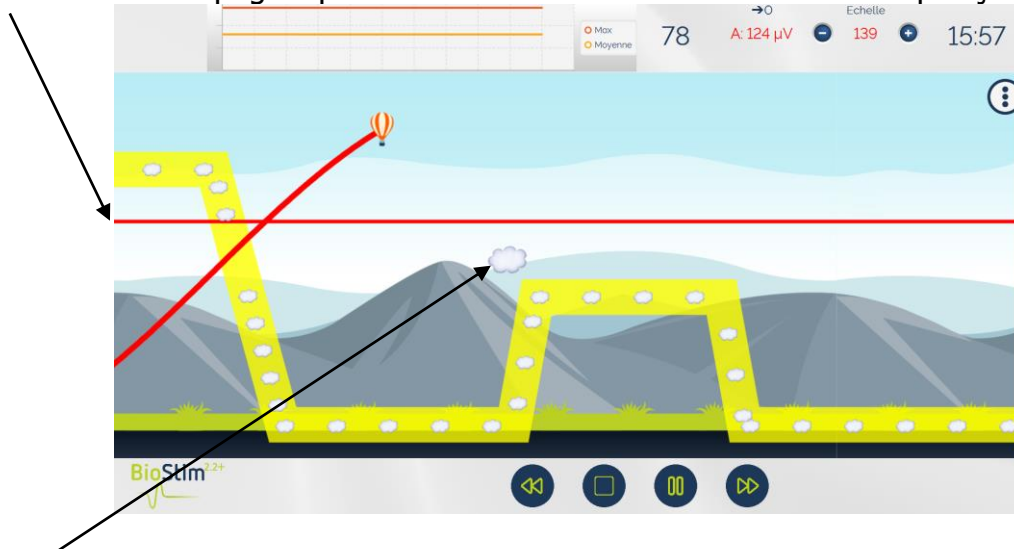 →0
Echelle
Max
Moyenne
78
A: 124 µV
139
15:57
BioStim 2.2+